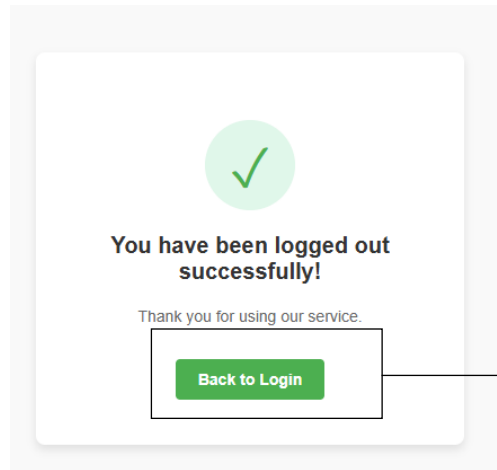 You have been logged out
successfully!
Thank you for using our service.
Back to Login